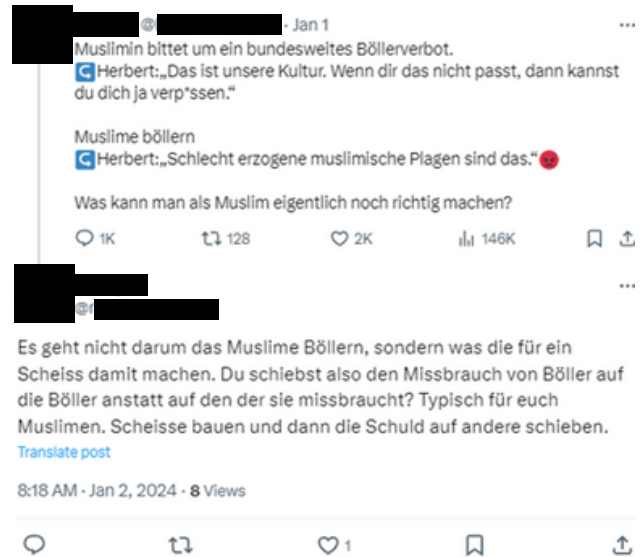 @ · Jan 1
Muslimin bittet um ein bundesweites Böllerverbot.
Herbert:„Das ist unsere Kultur. Wenn dir das nicht passt, dann kannst
du dich ja verp*ssen.“
Muslime böllern
Herbert:„Schlecht erzogene muslimische Plagen sind das.“
Was kann man als Muslim eigentlich noch richtig machen?
1K 128 2K 146K
@
Es geht nicht darum das Muslime Böllern, sondern was die für ein
Scheiss damit machen. Du schiebst also den Missbrauch von Böller auf
die Böller anstatt auf den der sie missbraucht? Typisch für euch
Muslimen. Scheisse bauen und dann die Schuld auf andere schieben.
Translate post
8:18 AM · Jan 2, 2024 · 8 Views
1